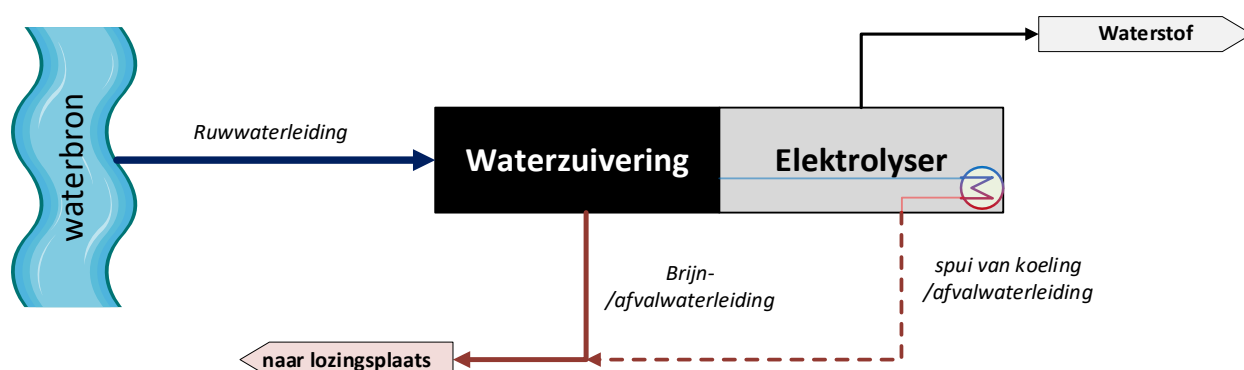 Waterstof
waterbron
Ruwwaterleiding
Waterzuivering
Elektrolyser
Brijn-
/afvalwaterleiding
spui van koeling
/afvalwaterleiding
naar lozingsplaats